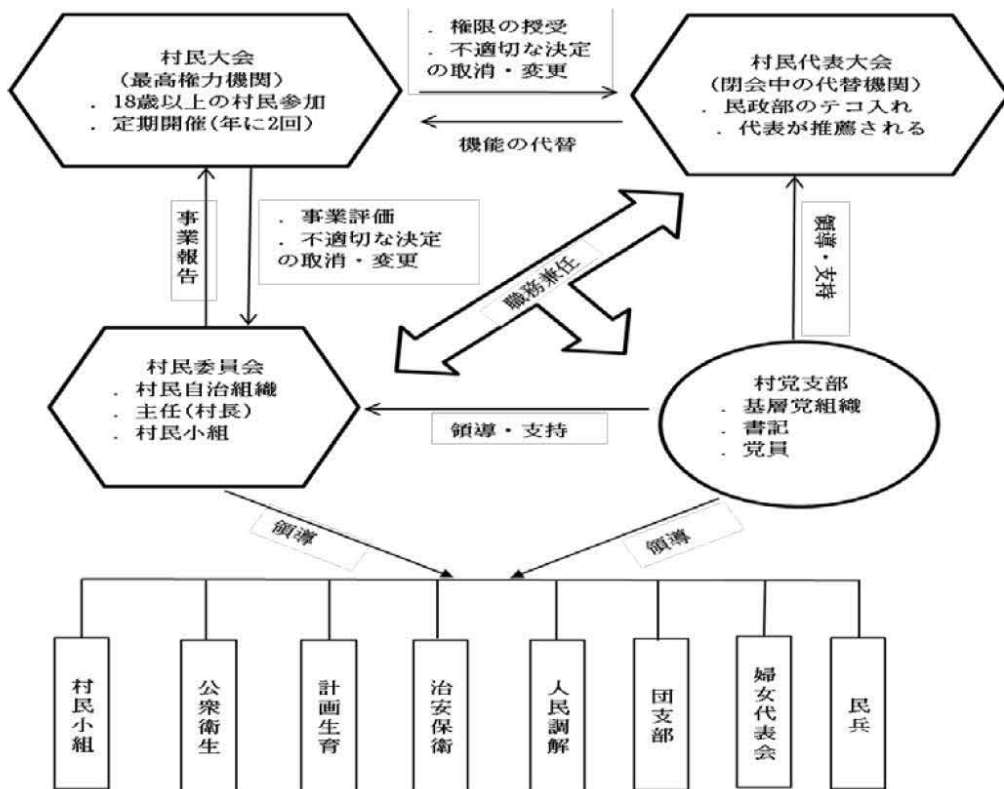 村民大会
(最高権力機関)
. 18歳以上の村民参加
. 定期開催(年に2回)
. 権限の授受
. 不適切な決定
の取消・変更
機能の代替
村民代表大会
(閉会中の代替機関)
. 民政部のテコ入れ
. 代表が推薦される
事業報告
. 事業評価
. 不適切な決定
の取消・変更
職務兼任
領導・支持
村民委員会
. 村民自治組織
. 主任(村長)
. 村民小組
領導・支持
村党支部
. 基層党組織
. 書記
. 党員
領導
領導
村民小組
公衆衛生
計画生育
治安保衛
人民調解
団支部
婦女代表会
民兵